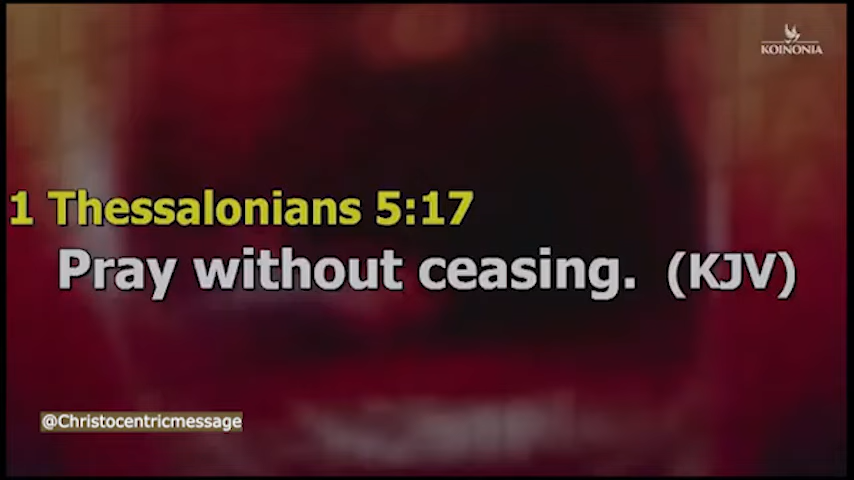 KOINONIA
1 Thessalonians 5:17
Pray without ceasing. (KJV)
@Christocentricmessage